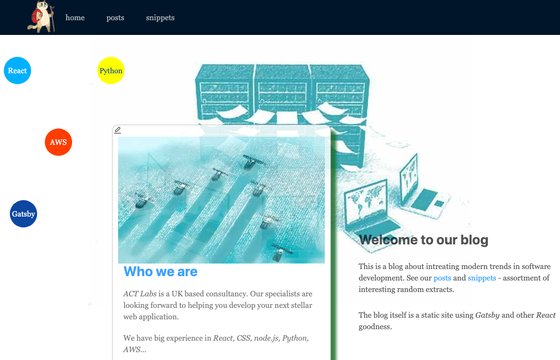 home posts snippets
React
Python
AWS
Gatsby
Who we are
ACT Labs is a UK based consultancy. Our specialists are
looking forward to helping you develop your next stellar
web application.
We have big experience in React, CSS, node.js, Python,
AWS...
Welcome to our blog
This is a blog about intreating modern trends in software
development. See our posts and snippets - assortment of
interesting random extracts.
The blog itself is a static site using Gatsby and other React
goodness.